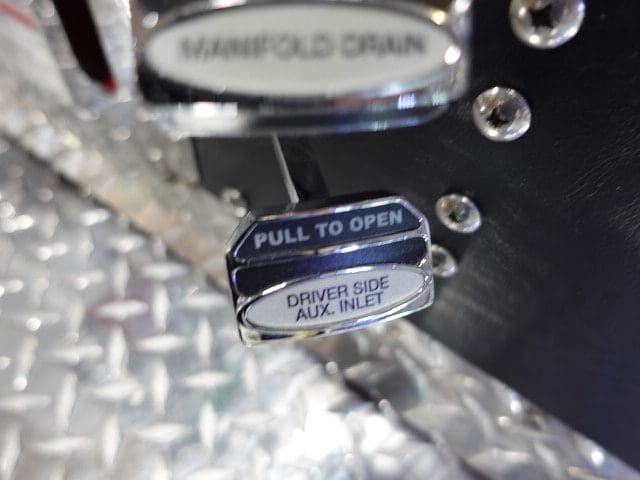 MANIFOLD DRAIN
PULL TO OPEN
DRIVER SIDE
AUX. INLET